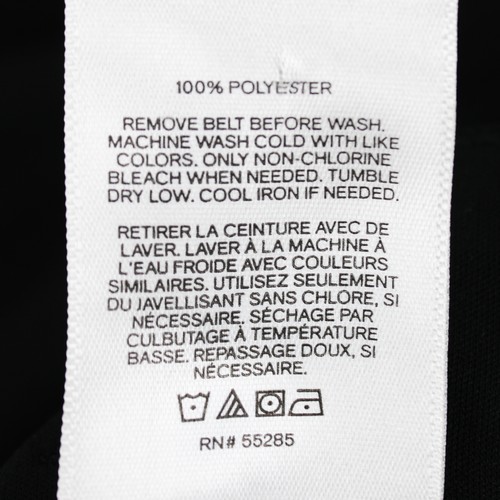 100% POLYESTER
REMOVE BELT BEFORE WASH.
MACHINE WASH COLD WITH LIKE
COLORS. ONLY NON-CHLORINE
BLEACH WHEN NEEDED. TUMBLE
DRY LOW. COOL IRON IF NEEDED.
RETIRER LA CEINTURE AVEC DE
LAVER. LAVER À LA MACHINE À
L'EAU FROIDE AVEC COULEURS
SIMILAIRES. UTILISEZ SEULEMENT
DU JAVELLISANT SANS CHLORE, SI
NÉCESSAIRE. SÉCHAGE PAR
CULBUTAGE À TEMPÉRATURE
BASSE. REPASSAGE DOUX, SI
NÉCESSAIRE.
RN# 55285